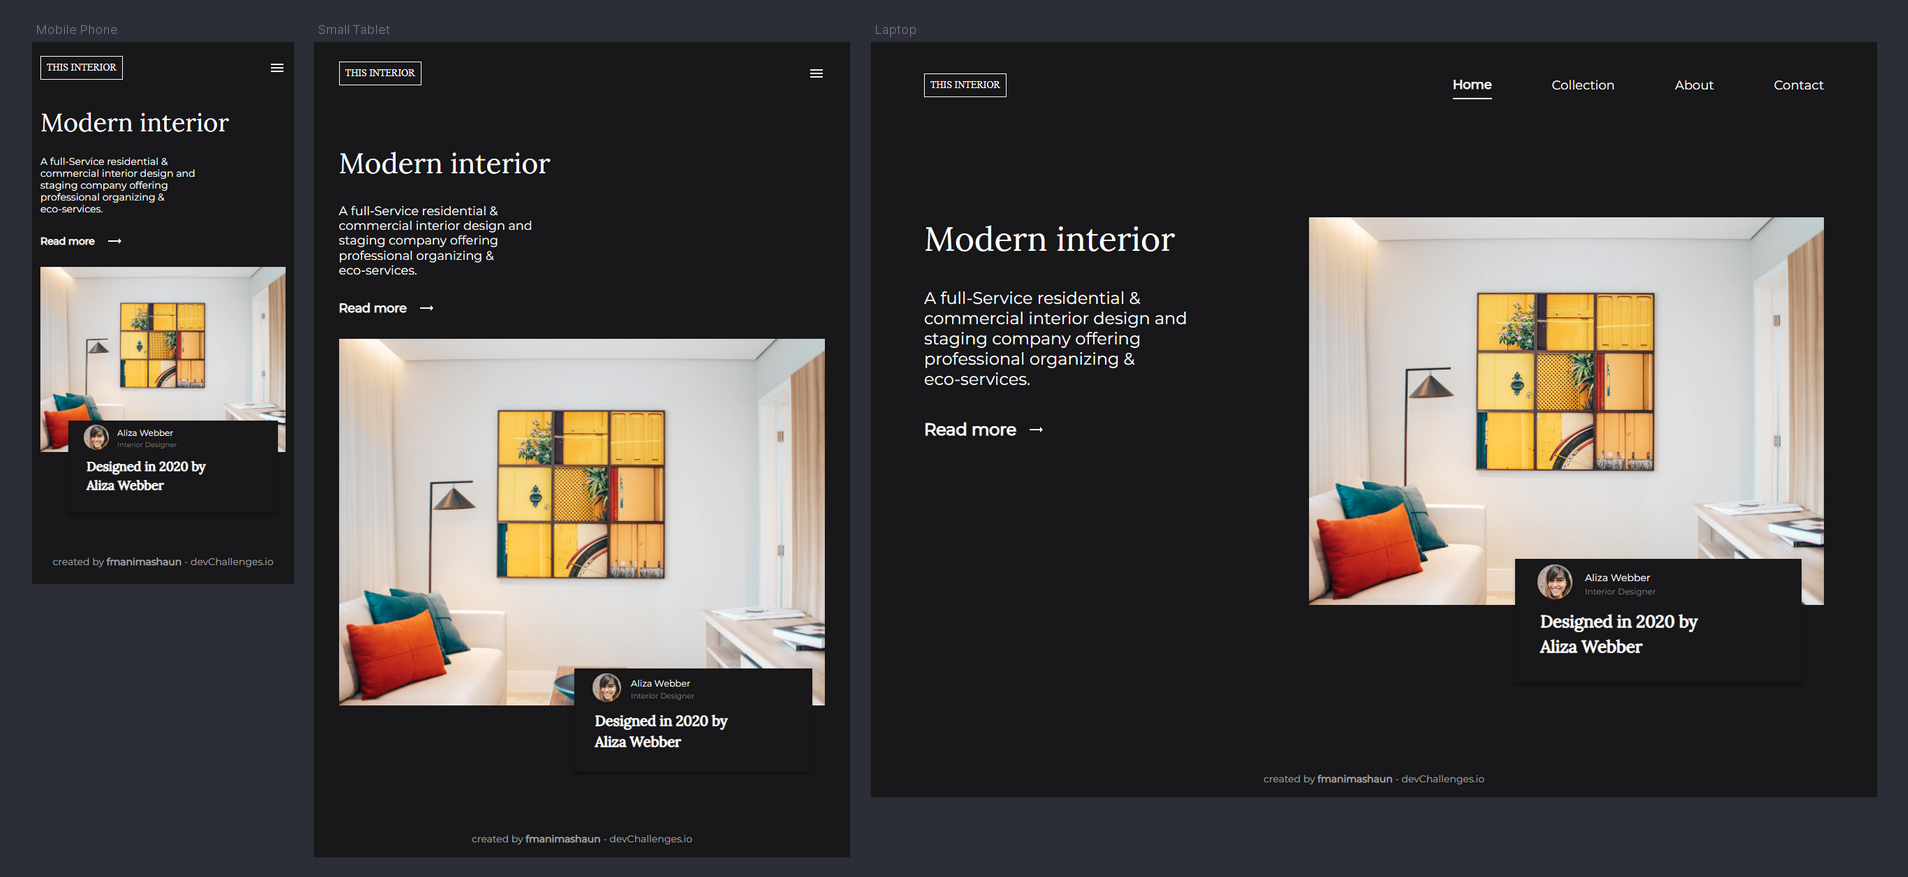 Mobile Phone
THIS INTERIOR
Modern interior
A full-Service residential &
commercial interior design and
staging company offering
professional organizing &
eco-services.
Read more
Aliza Webber
Interior Designer
Designed in 2020 by
Aliza Webber
created by fmanimashaun - devChallenges.io
Small Tablet
THIS INTERIOR
Modern interior
A full-Service residential &
commercial interior design and
staging company offering
professional organizing &
eco-services.
Read more
Aliza Webber
Interior Designer
Designed in 2020 by
Aliza Webber
created by fmanimashaun - devChallenges.io
Laptop
THIS INTERIOR
Home Collection About Contact
Modern interior
A full-Service residential &
commercial interior design and
staging company offering
professional organizing &
eco-services.
Read more
Aliza Webber
Interior Designer
Designed in 2020 by
Aliza Webber
created by fmanimashaun - devChallenges.io